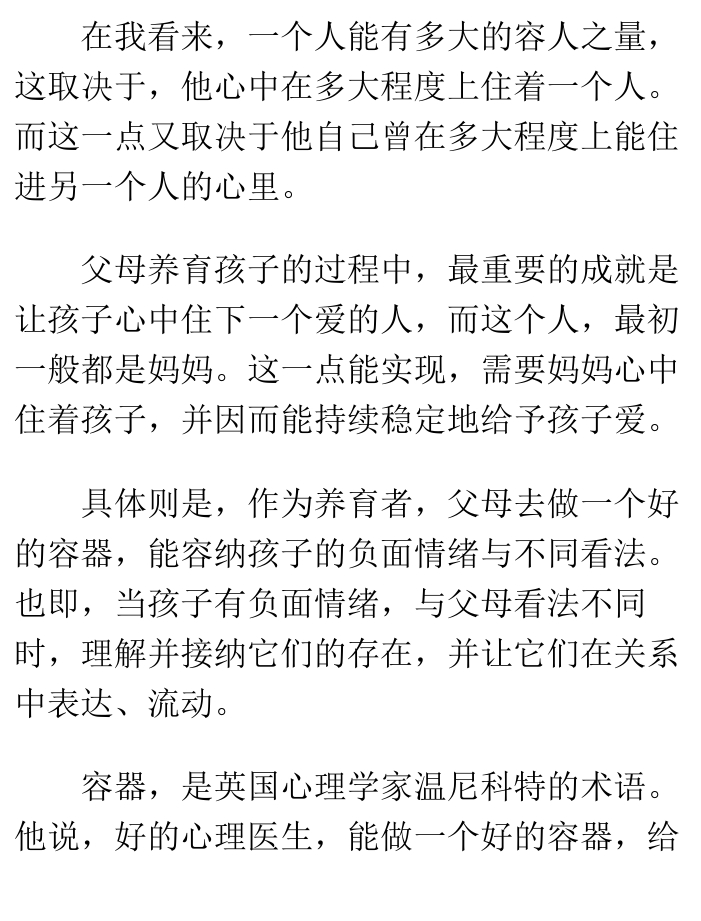 在我看来，一个人能有多大的容人之量，
这取决于，他心中在多大程度上住着一个人。
而这一点又取决于他自己曾在多大程度上能住
进另一个人的心里。
父母养育孩子的过程中，最重要的成就是
让孩子心中住下一个爱的人，而这个人，最初
一般都是妈妈。这一点能实现，需要妈妈心中
住着孩子，并因而能持续稳定地给予孩子爱。
具体则是，作为养育者，父母去做一个好
的容器，能容纳孩子的负面情绪与不同看法。
也即，当孩子有负面情绪，与父母看法不同
时，理解并接纳它们的存在，并让它们在关系
中表达、流动。
容器，是英国心理学家温尼科特的术语。
他说，好的心理医生，能做一个好的容器，给